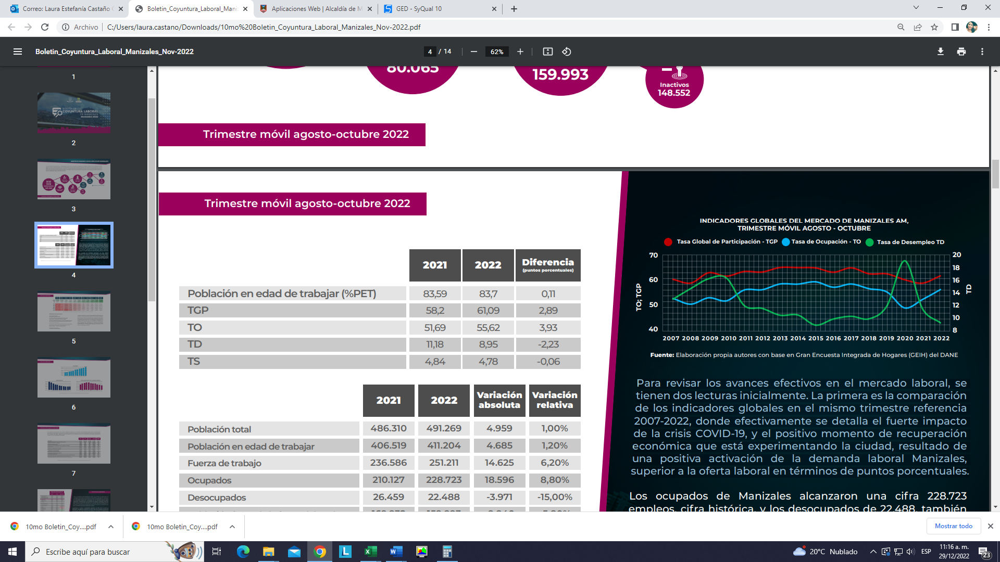 Correo: Laura Estefanía Castaño
Boletin_Coyuntura_Laboral_Mani
Aplicaciones Web | Alcaldía de M
GED - SyQual 10
Archivo
C:/Users/laura.castano/Downloads/10mo%20Boletin_Coyuntura_Laboral_Manizales_Nov-2022.pdf
Boletin_Coyuntura_Laboral_Manizales_Nov-2022
4 / 14
62%
1
COYUNTURA LABORAL
2
3
4
5
6
7
80.065
159.993
Inactivos
148.552
Trimestre móvil agosto-octubre 2022
Trimestre móvil agosto-octubre 2022
2021 2022 Diferencia
(puntos porcentuales)
Población en edad de trabajar (%PET) 83,59 83,7 0,11
TGP 58,2 61,09 2,89
TO 51,69 55,62 3,93
TD 11,18 8,95 -2,23
TS 4,84 4,78 -0,06
2021 2022 Variación absoluta Variación relativa
Población total 486.310 491.269 4.959 1,00%
Población en edad de trabajar 406.519 411.204 4.685 1,20%
Fuerza de trabajo 236.586 251.211 14.625 6,20%
Ocupados 210.127 228.723 18.596 8,80%
Desocupados 26.459 22.488 -3.971 -15,00%
INDICADORES GLOBALES DEL MERCADO DE MANIZALES AM,
TRIMESTRE MÓVIL AGOSTO - OCTUBRE
Tasa Global de Participación - TGP Tasa de Ocupación - TO Tasa de Desempleo TD
70
60
50
40
TO; TGP
20
18
16
14
12
10
8
TD
2007 2008 2009 2010 2011 2012 2013 2014 2015 2016 2017 2018 2019 2020 2021 2022
Fuente: Elaboración propia autores con base en Gran Encuesta Integrada de Hogares (GEIH) del DANE
Para revisar los avances efectivos en el mercado laboral, se
tienen dos lecturas inicialmente. La primera es la comparación
de los indicadores globales en el mismo trimestre referencia
2007-2022, donde efectivamente se detalla el fuerte impacto
de la crisis COVID-19, y el positivo momento de recuperación
económica que está experimentando la ciudad, resultado de
una positiva activación de la demanda laboral Manizales,
superior a la oferta laboral en términos de puntos porcentuales.
Los ocupados de Manizales alcanzaron una cifra 228.723
empleos, cifra histórica, y los desocupados de 22.488, también
10mo Boletin_Coy....pdf
10mo Boletin_Coy....pdf
Mostrar todo
Escribe aquí para buscar
20°C Nublado
ESP
11:16 a. m.
29/12/2022
23